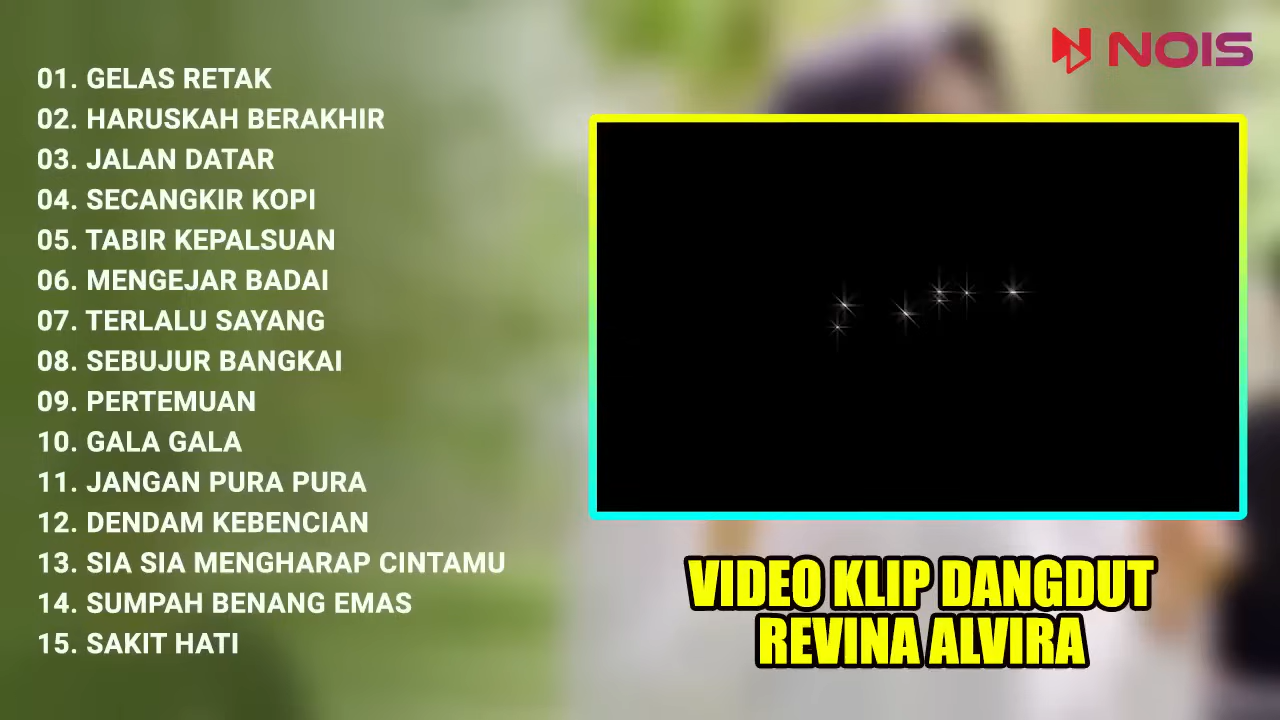 NOIS
01. GELAS RETAK
02. HARUSKAH BERAKHIR
03. JALAN DATAR
04. SECANGKIR KOPI
05. TABIR KEPALSUAN
06. MENGEJAR BADAI
07. TERLALU SAYANG
08. SEBUJUR BANGKAI
09. PERTEMUAN
10. GALA GALA
11. JANGAN PURA PURA
12. DENDAM KEBENCIAN
13. SIA SIA MENGHARAP CINTAMU
14. SUMPAH BENANG EMAS
15. SAKIT HATI
VIDEO KLIP DANGDUT
REVINA ALVIRA